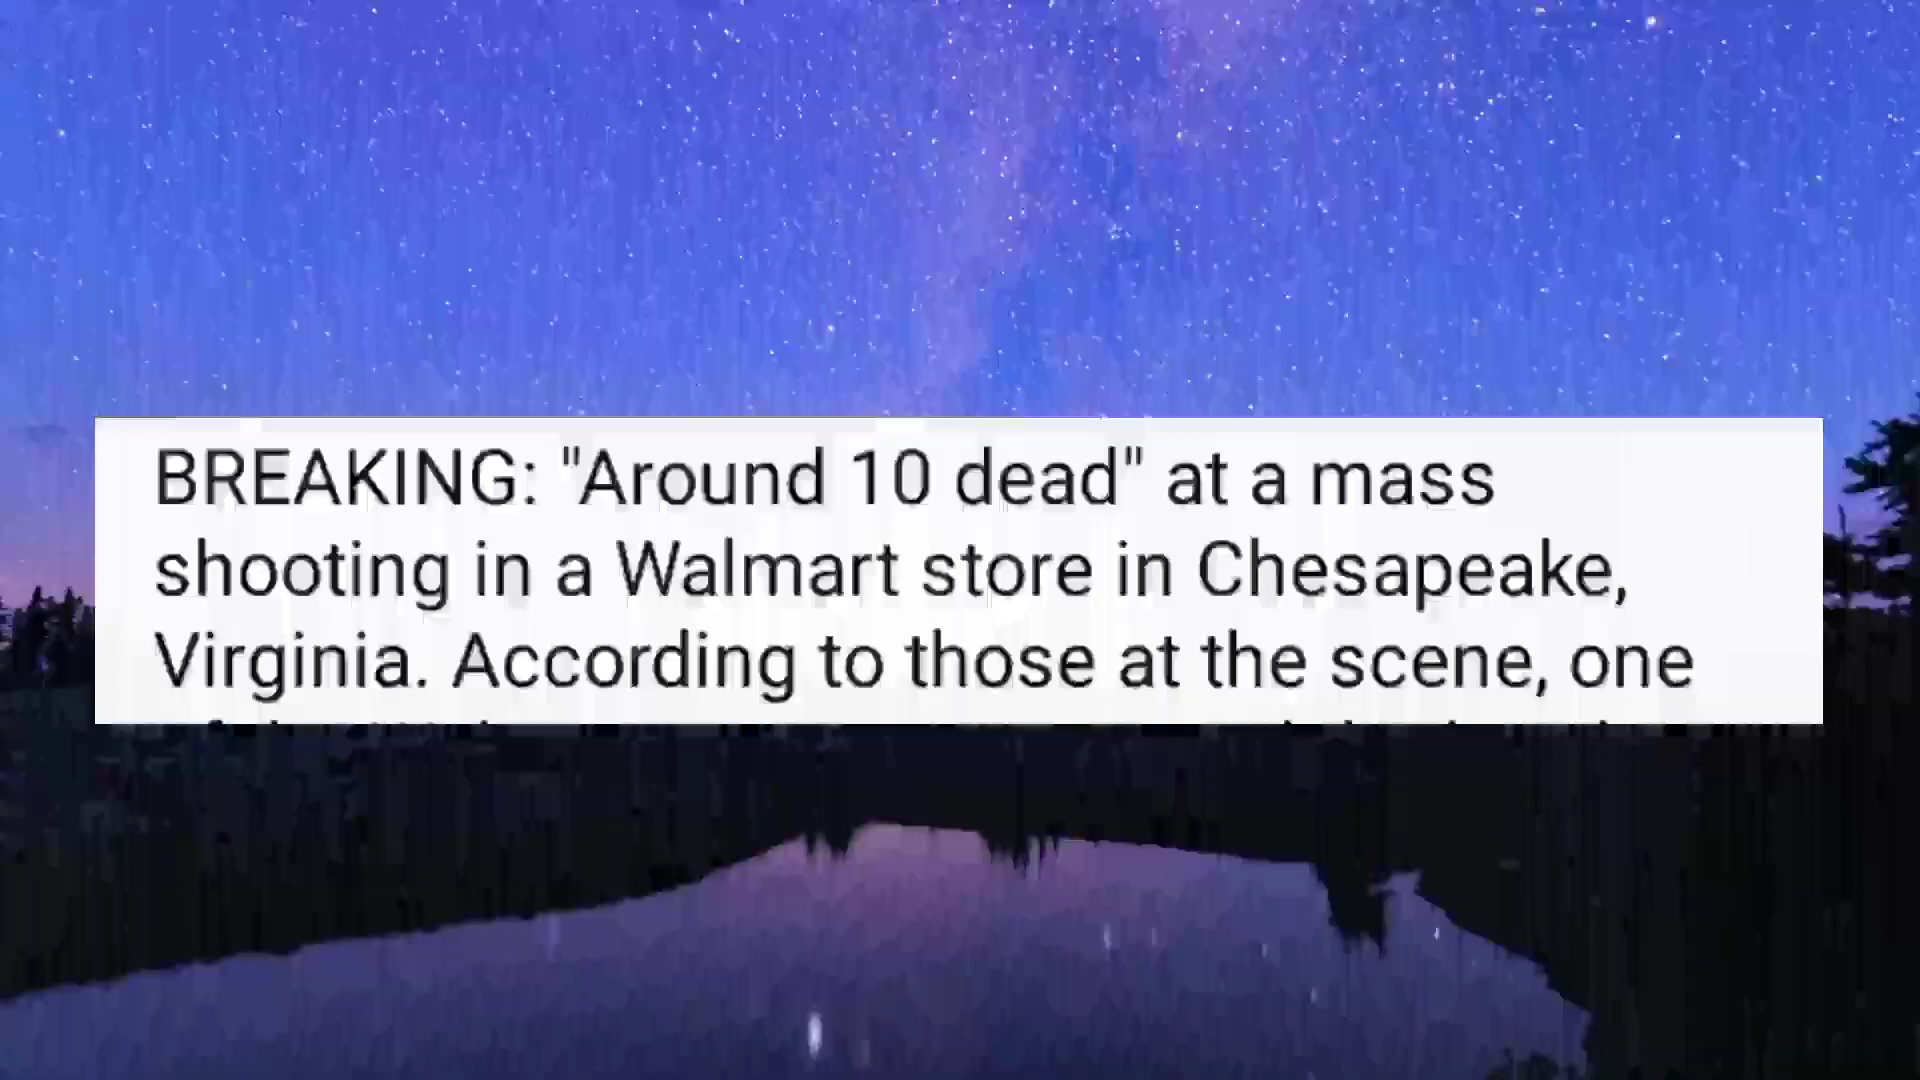 BREAKING: "Around 10 dead" at a mass
shooting in a Walmart store in Chesapeake,
Virginia. According to those at the scene, one